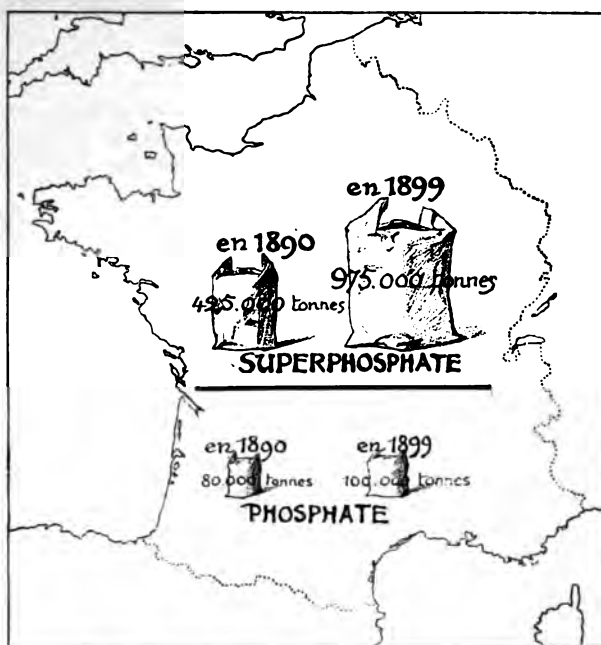 en 1899
en 1890
975.000 tonnes
425.000 tonnes
SUPERPHOSPHATE
en 1890 en 1899
80.000 tonnes 100.000 tonnes
PHOSPHATE